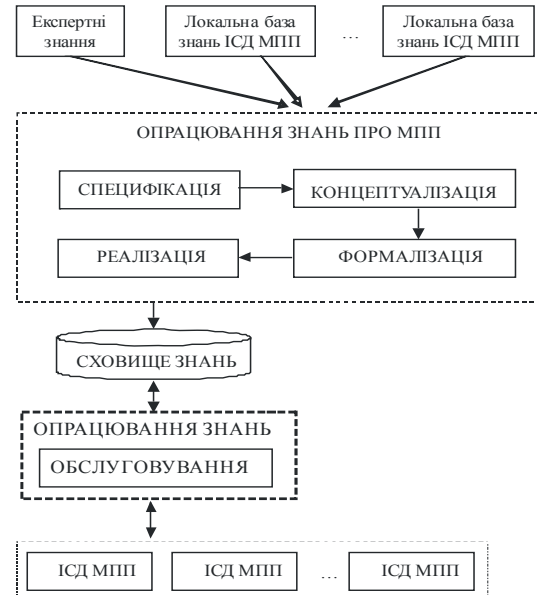 Експертні
знання
Локальна база
знань ІСД МПП
...
Локальна база
знань ІСД МПП
ОПРАЦЮВАННЯ ЗНАНЬ ПРО МПП
СПЕЦИФІКАЦІЯ
КОНЦЕПТУАЛІЗАЦІЯ
РЕАЛІЗАЦІЯ
ФОРМАЛІЗАЦІЯ
СХОВИЩЕ ЗНАНЬ
ОПРАЦЮВАННЯ ЗНАНЬ
ОБСЛУГОВУВАННЯ
ІСД МПП
ІСД МПП
...
ІСД МПП